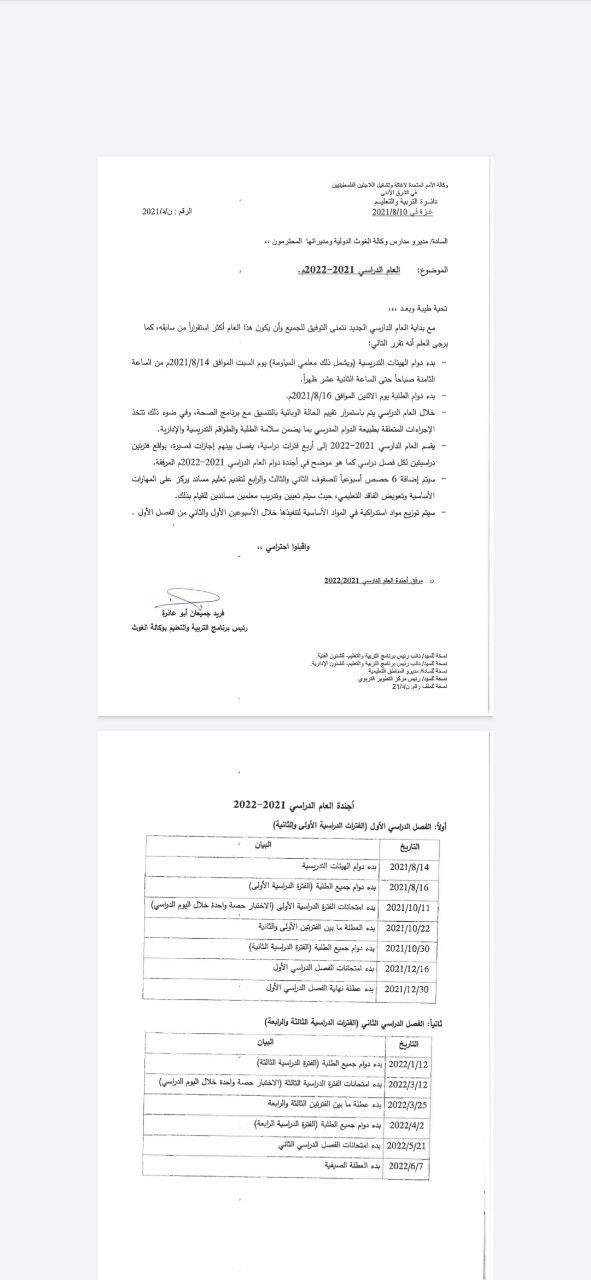 وكالة الأمم المتحدة لإغاثة وتشغيل اللاجئين الفلسطينيين
في الشرق الأدنى
دائرة التربية والتعليم
غزة في 2021/8/10
الرقم : ن/د/2021
السادة/ مديرو مدارس وكالة الغوث الدولية ومديراتها المحترمون ،،
الموضوع: العام الدراسي 2021-2022م.
تحية طيبة وبعد ،،،
مع بداية العام الدارسي الجديد نتمنى التوفيق للجميع وأن يكون هذا العام أكثر استقراراً من سابقه، كما
يرجى العلم أنه تقرر التالي:
- بدء دوام الهيئات التدريسية (ويشمل ذلك معلمي المياومة) يوم السبت الموافق 2021/8/14م من الساعة
الثامنة صباحاً حتى الساعة الثانية عشر ظهراً.
- بدء دوام الطلبة يوم الاثنين الموافق 2021/8/16م.
- خلال العام الدراسي يتم باستمرار تقييم الحالة الوبائية بالتنسيق مع برنامج الصحة، وفي ضوء ذلك تتخذ
الإجراءات المتعلقة بطبيعة الدوام المدرسي بما يضمن سلامة الطلبة والطواقم التدريسية والإدارية.
- يقسم العام الدارسي 2021-2022 إلى أربع فترات دراسية، يفصل بينهم إجازات قصيرة، بواقع فترتين
دراسيتين لكل فصل دراسي كما هو موضح في أجندة دوام العام الدراسي 2021-2022م المرفقة.
- سيتم إضافة 6 حصص أسبوعياً للصفوف الثاني والثالث والرابع لتقديم تعليم مساند يركز على المهارات
الأساسية وتعويض الفاقد التعليمي، حيث سيتم تعيين وتدريب معلمين مساندين للقيام بذلك.
- سيتم توزيع مواد استدراكية في المواد الأساسية لتنفيذها خلال الأسبوعين الأول والثاني من الفصل الأول .
واقبلوا احترامي ،،
o مرفق أجندة العام الدارسي 2022/2021
فريد جميعان أبو عاذرة
رئيس برنامج التربية والتعليم بوكالة الغوث
نسخة للسيد/ نائب رئيس برنامج التربية والتعليم- للشئون الفنية.
نسخة للسيد/ نائب رئيس برنامج التربية والتعليم- للشئون الإدارية.
نسخة للسادة/ مديرو المناطق التعليمية.
نسخة للسيد/ رئيس مركز التطوير التربوي
نسخة للملف رقم: ن/د/21
أجندة العام الدراسي 2021-2022
أولاً: الفصل الدراسي الأول (الفترات الدراسية الأولى والثانية)
التاريخ البيان
2021/8/14 بدء دوام الهيئات التدريسية
2021/8/16 بدء دوام جميع الطلبة (الفترة الدراسية الأولى)
2021/10/11 بدء امتحانات الفترة الدراسية الأولى (الاختبار حصة واحدة خلال اليوم الدراسي)
2021/10/22 بدء العطلة ما بين الفترتين الأولى والثانية
2021/10/30 بدء دوام جميع الطلبة (الفترة الدراسية الثانية)
2021/12/16 بدء امتحانات الفصل الدراسي الأول
2021/12/30 بدء عطلة نهاية الفصل الدراسي الأول
ثانياً: الفصل الدراسي الثاني (الفترات الدراسية الثالثة والرابعة)
التاريخ البيان
2022/1/12 بدء دوام جميع الطلبة (الفترة الدراسية الثالثة)
2022/3/12 بدء امتحانات الفترة الدراسية الثالثة (الاختبار حصة واحدة خلال اليوم الدراسي)
2022/3/25 بدء عطلة ما بين الفترتين الثالثة والرابعة
2022/4/2 بدء دوام جميع الطلبة (الفترة الدراسية الرابعة)
2022/5/21 بدء امتحانات الفصل الدراسي الثاني
2022/6/7 بدء العطلة الصيفية